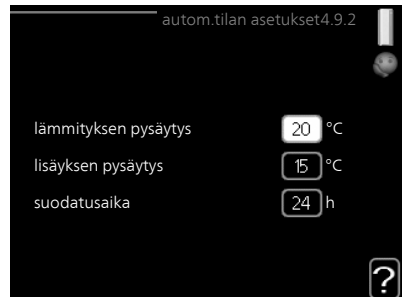 autom.tilan asetukset4.9.2
lämmityksen pysäytys 20 °C
lisäyksen pysäytys 15 °C
suodatusaika 24 h
?